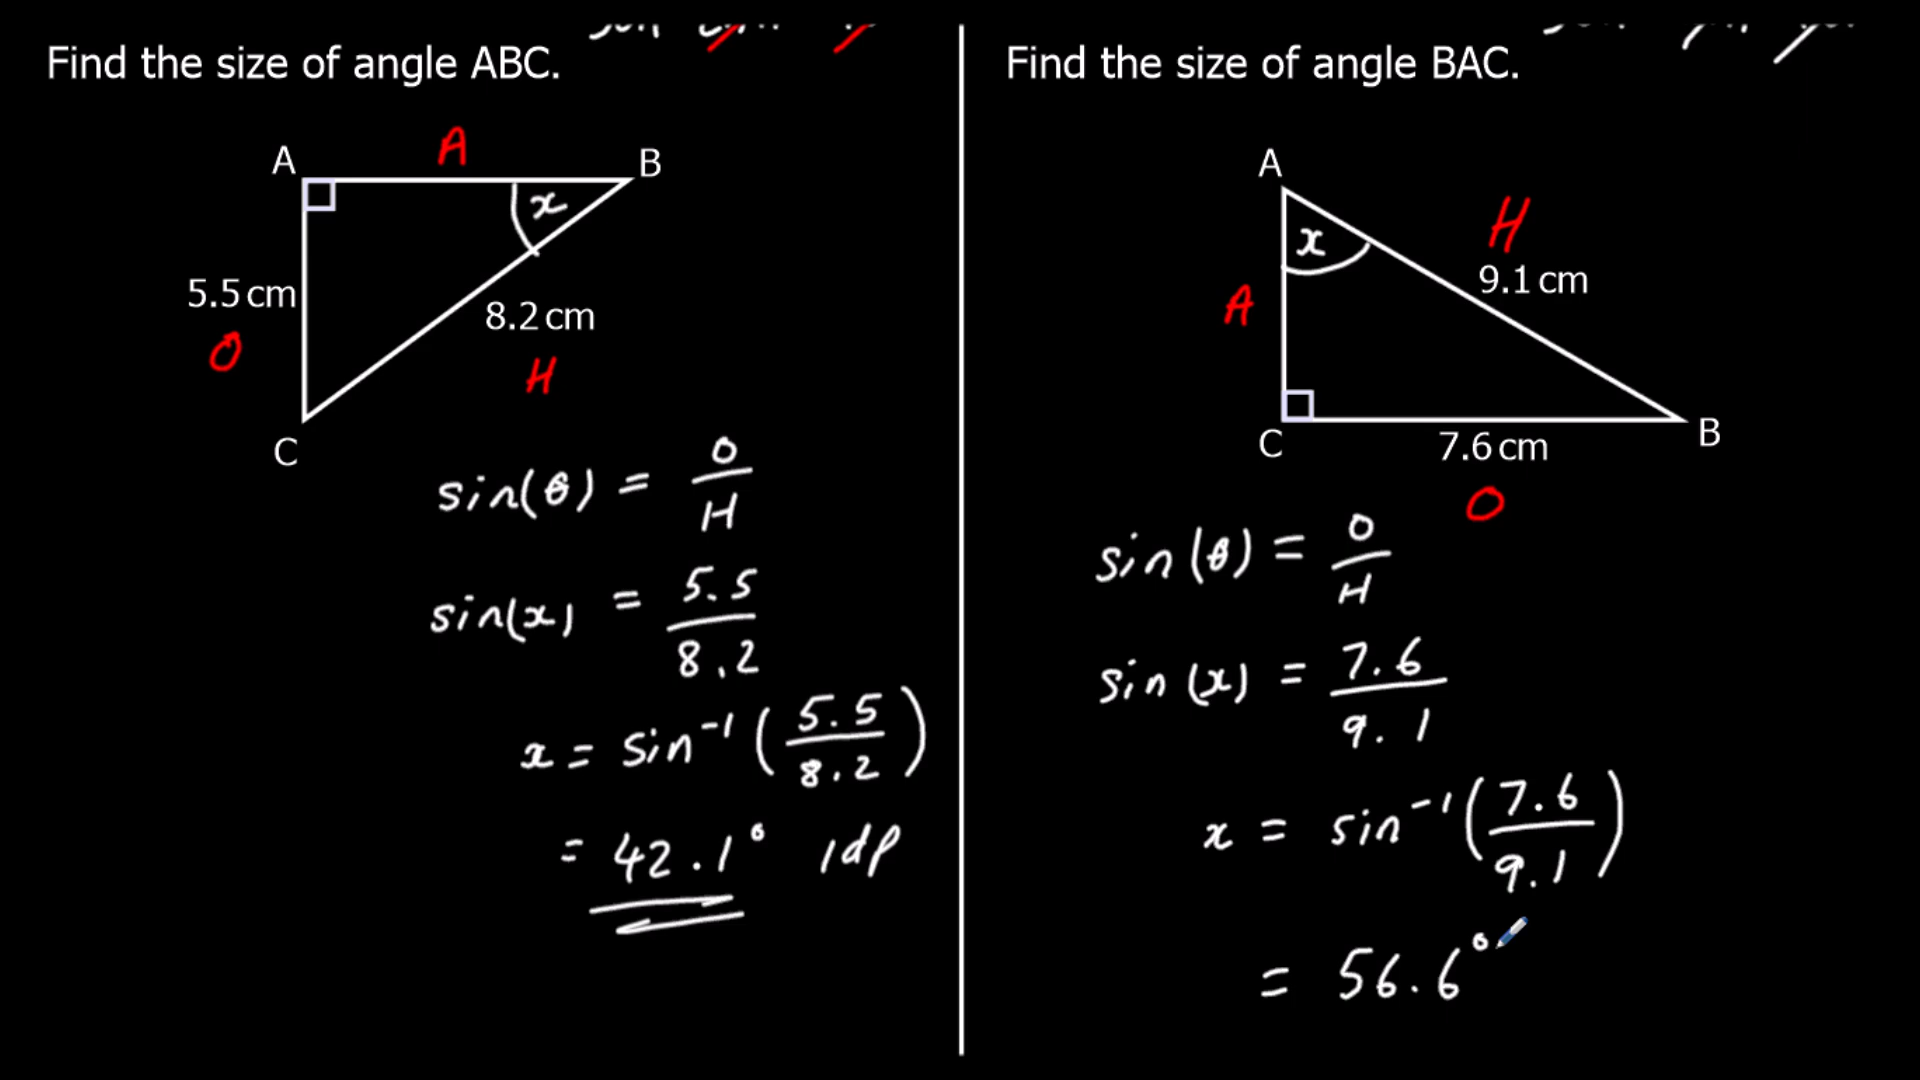 Find the size of angle ABC.
A
A
B
x
5.5 cm
O
8.2 cm
H
C
sin(θ) = O/H
sin(x) = 5.5/8.2
x = sin⁻¹(5.5/8.2)
= 42.1° 1dp
Find the size of angle BAC.
A
H
x
9.1 cm
A
C
B
7.6 cm
O
sin(θ) = O/H
sin(x) = 7.6/9.1
x = sin⁻¹(7.6/9.1)
= 56.6°